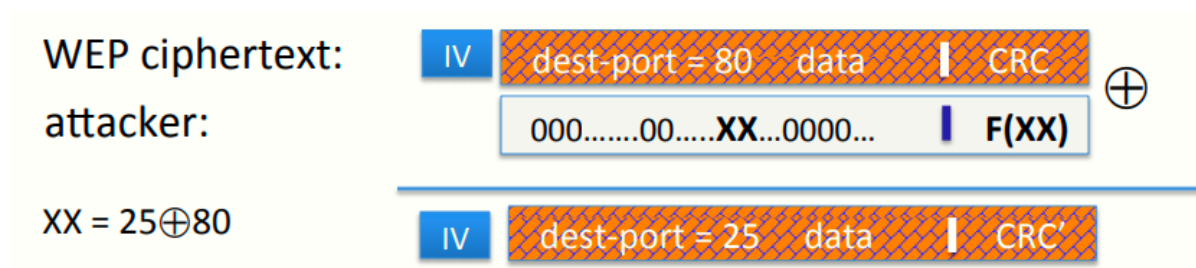 WEP ciphertext: IV dest-port = 80 data CRC
attacker: 000.......00.....XX...0000... F(XX) ⊕
XX = 25⊕80 IV dest-port = 25 data CRC’